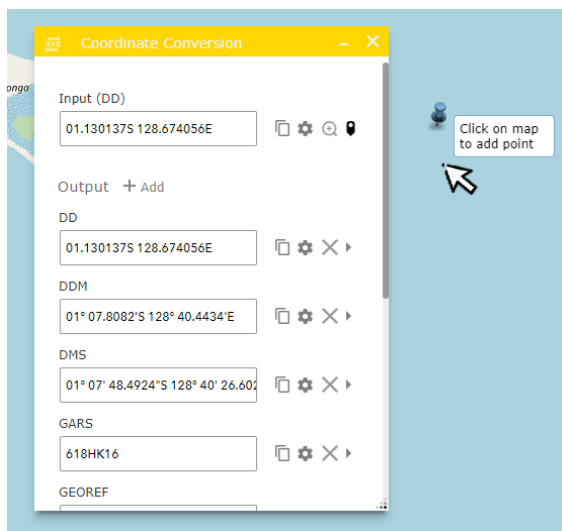 XYZ
Coordinate Conversion
onga
Input (DD)
01.130137S 128.674056E
Click on map
to add point
Output + Add
DD
01.130137S 128.674056E
DDM
01° 07.8082'S 128° 40.4434'E
DMS
01° 07' 48.4924"S 128° 40' 26.602
GARS
618HK16
GEOREF